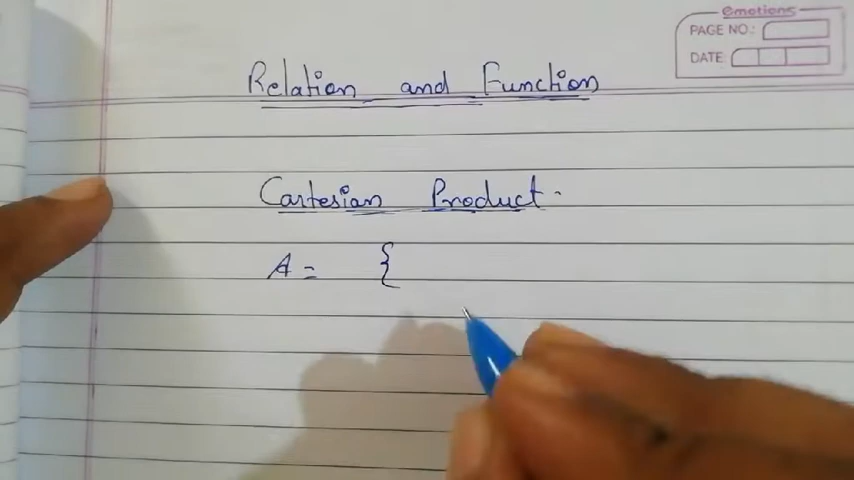 emotions
PAGE NO.:
DATE:
Relation and Function
Cartesian Product.
A = {